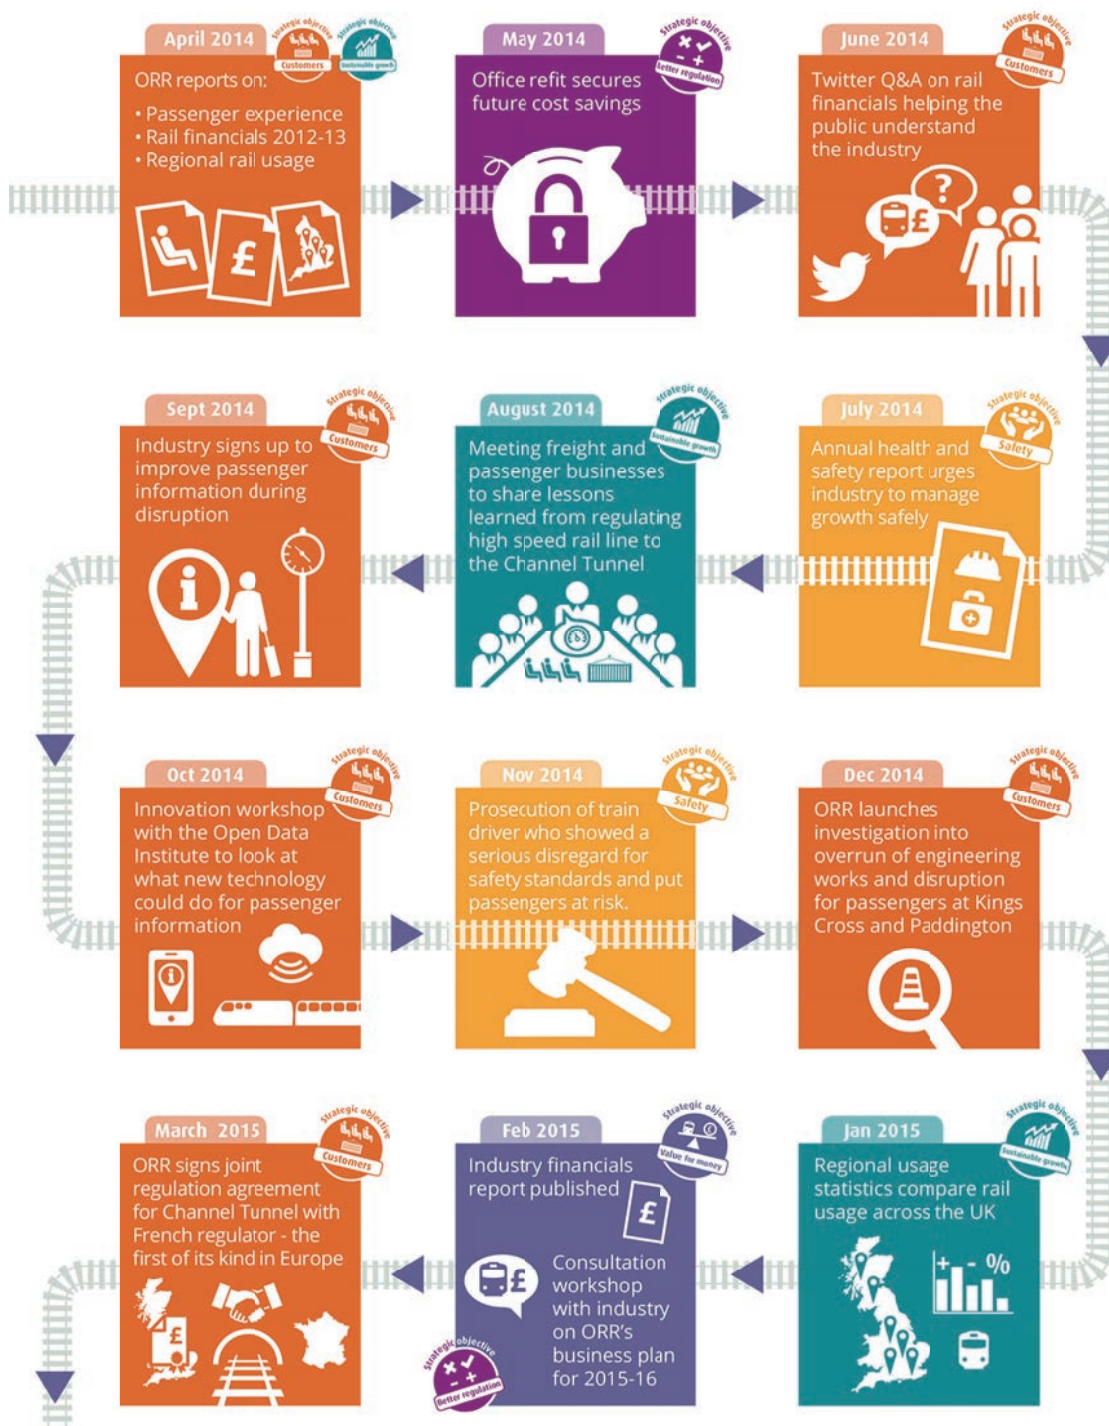 April 2014
Strategic objective
Customers
Strategic objective
Sustainable growth
ORR reports on:
• Passenger experience
• Rail financials 2012-13
• Regional rail usage
£
May 2014
Strategic objective
Better regulation
Office refit secures
future cost savings
June 2014
Strategic objective
Customers
Twitter Q&A on rail
financials helping the
public understand
the industry
?
£
July 2014
Strategic objective
Safety
Annual health and
safety report urges
industry to manage
growth safely
August 2014
Strategic objective
Sustainable growth
Meeting freight and
passenger businesses
to share lessons
learned from regulating
high speed rail line to
the Channel Tunnel
Sept 2014
Strategic objective
Customers
Industry signs up to
improve passenger
information during
disruption
i
Oct 2014
Strategic objective
Customers
Innovation workshop
with the Open Data
Institute to look at
what new technology
could do for passenger
information
i
Nov 2014
Strategic objective
Safety
Prosecution of train
driver who showed a
serious disregard for
safety standards and put
passengers at risk.
Dec 2014
Strategic objective
Customers
ORR launches
investigation into
overrun of engineering
works and disruption
for passengers at Kings
Cross and Paddington
Jan 2015
Strategic objective
Sustainable growth
Regional usage
statistics compare rail
usage across the UK
+ - %
Feb 2015
Strategic objective
£
Value for money
Industry financials
report published
£
£
Consultation
workshop
with industry
on ORR's
business plan
for 2015-16
Strategic objective
Better regulation
March 2015
Strategic objective
Customers
ORR signs joint
regulation agreement
for Channel Tunnel with
French regulator - the
first of its kind in Europe
£